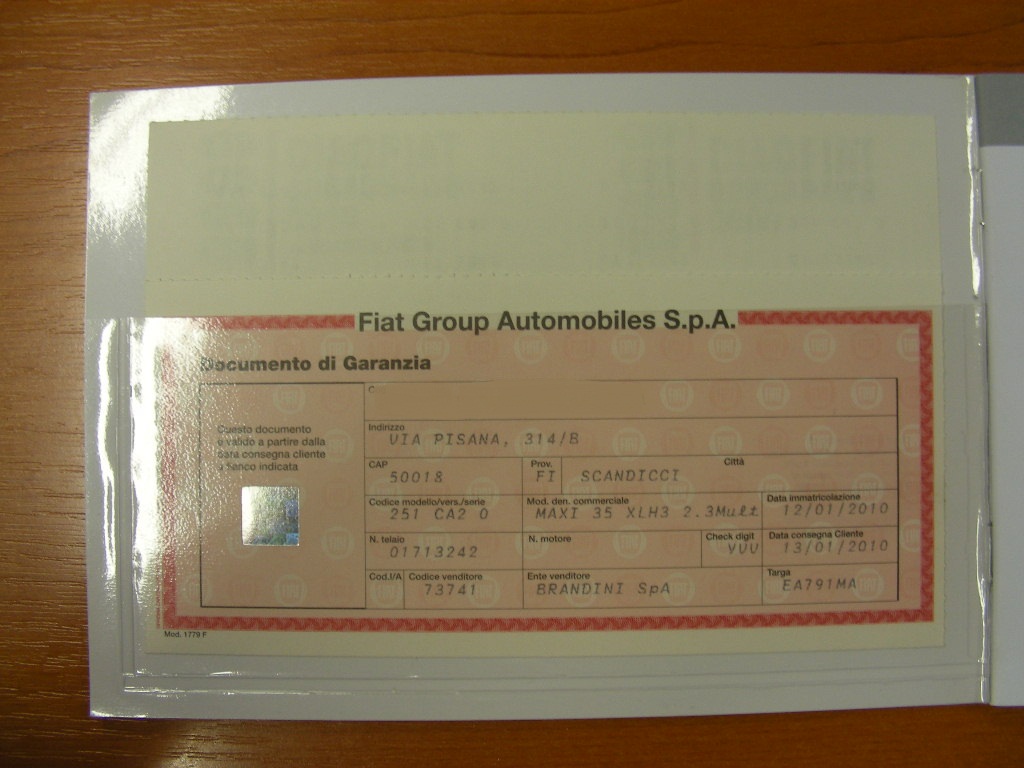 Fiat Group Automobiles S.p.A.
Documento di Garanzia
Questo documento
è valido a partire dalla
data consegna cliente
a fianco indicata
Indirizzo
VIA PISANA, 314/B
CAP Prov. Città
50018 FI SCANDICCI
Codice modello/vers./serie Mod. den. commerciale Data immatricolazione
251 CA2 0 MAXI 35 XLH3 2.3Mult 12/01/2010
N. telaio N. motore Check digit Data consegna Cliente
01713242 YUU 13/01/2010
Cod.I/A Codice venditore Ente venditore Targa
73741 BRANDINI SpA EA791MA
Mod. 1779 F